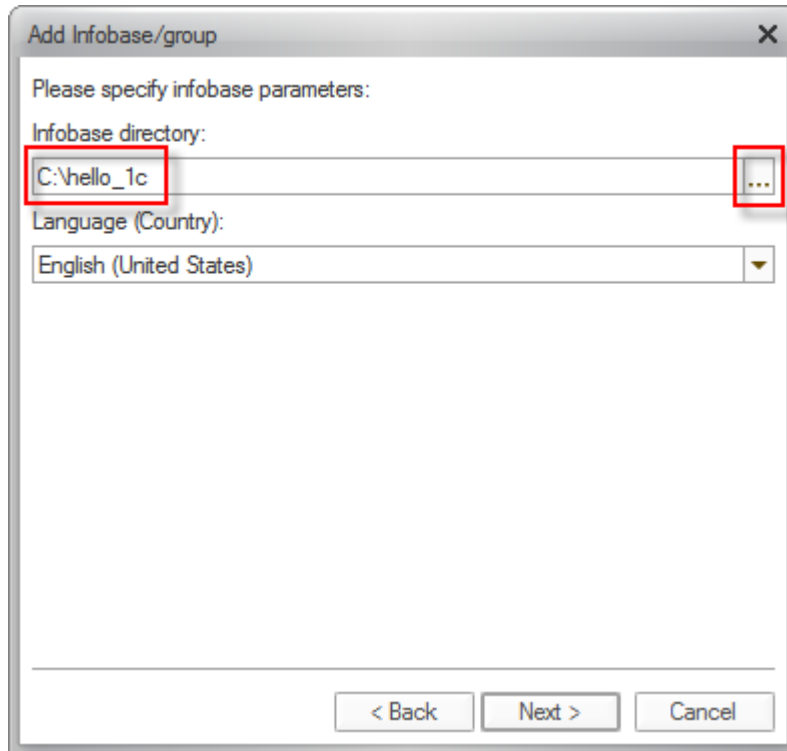 Add Infobase/group
Please specify infobase parameters:
Infobase directory:
C:\hello_1c
...
Language (Country):
English (United States)
< Back Next > Cancel